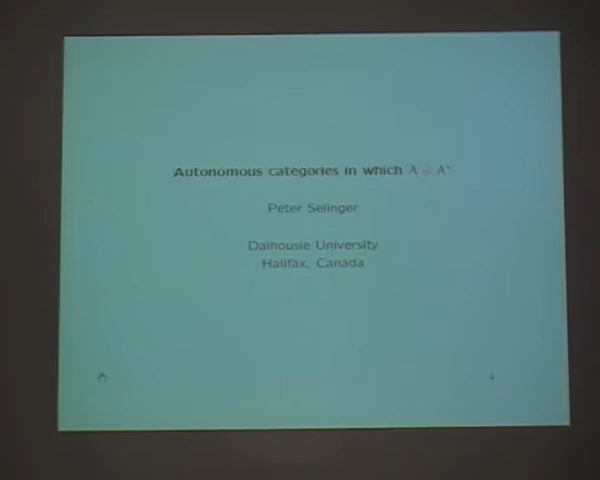 Autonomous categories in which A ≅ A*
Peter Selinger
Dalhousie University
Halifax, Canada
1